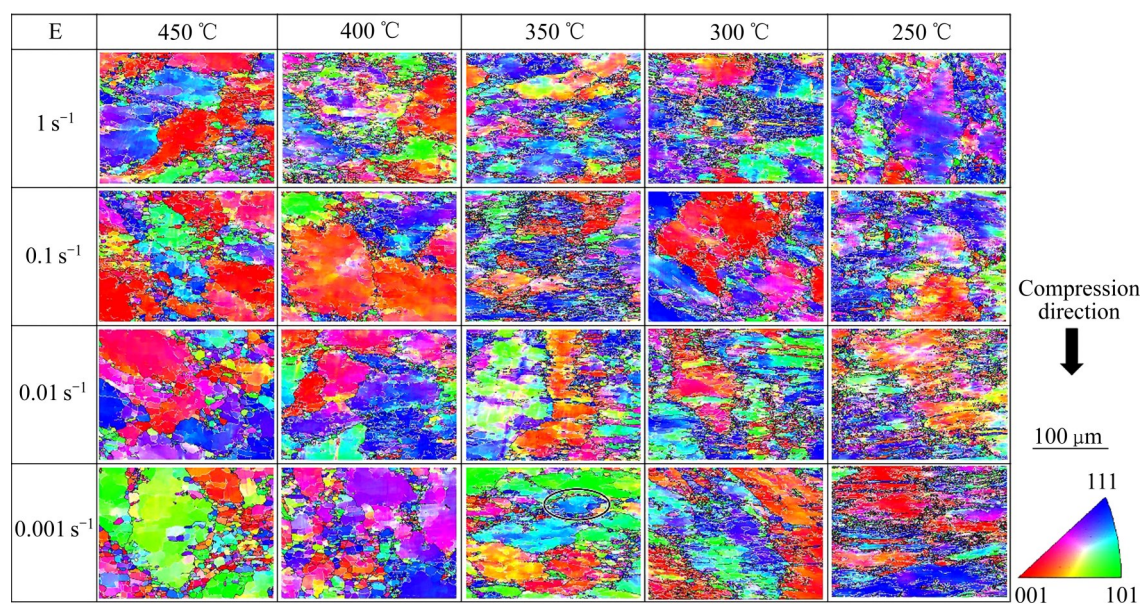 E 450 ℃ 400 ℃ 350 ℃ 300 ℃ 250 ℃
1 s⁻¹
0.1 s⁻¹
0.01 s⁻¹
0.001 s⁻¹
Compression
direction
100 μm
111
001 101